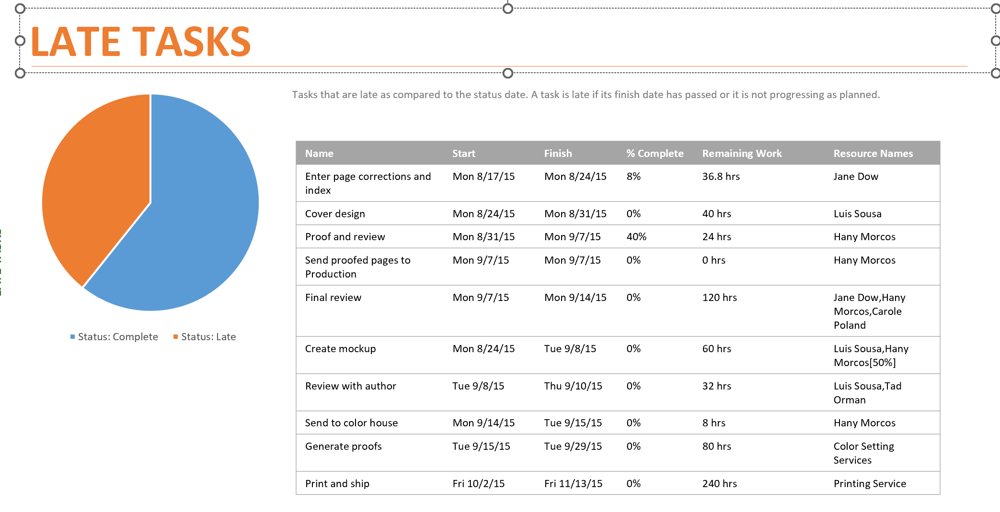 LATE TASKS
Tasks that are late as compared to the status date. A task is late if its finish date has passed or it is not progressing as planned.
Status: Complete Status: Late
Name Start Finish % Complete Remaining Work Resource Names
Enter page corrections and Mon 8/17/15 Mon 8/24/15 8% 36.8 hrs Jane Dow
index
Cover design Mon 8/24/15 Mon 8/31/15 0% 40 hrs Luis Sousa
Proof and review Mon 8/31/15 Mon 9/7/15 40% 24 hrs Hany Morcos
Send proofed pages to Mon 9/7/15 Mon 9/7/15 0% 0 hrs Hany Morcos
Production
Final review Mon 9/7/15 Mon 9/14/15 0% 120 hrs Jane Dow,Hany
Morcos,Carole
Poland
Create mockup Mon 8/24/15 Tue 9/8/15 0% 60 hrs Luis Sousa,Hany
Morcos[50%]
Review with author Tue 9/8/15 Thu 9/10/15 0% 32 hrs Luis Sousa,Tad
Orman
Send to color house Mon 9/14/15 Tue 9/15/15 0% 8 hrs Hany Morcos
Generate proofs Tue 9/15/15 Tue 9/29/15 0% 80 hrs Color Setting
Services
Print and ship Fri 10/2/15 Fri 11/13/15 0% 240 hrs Printing Service